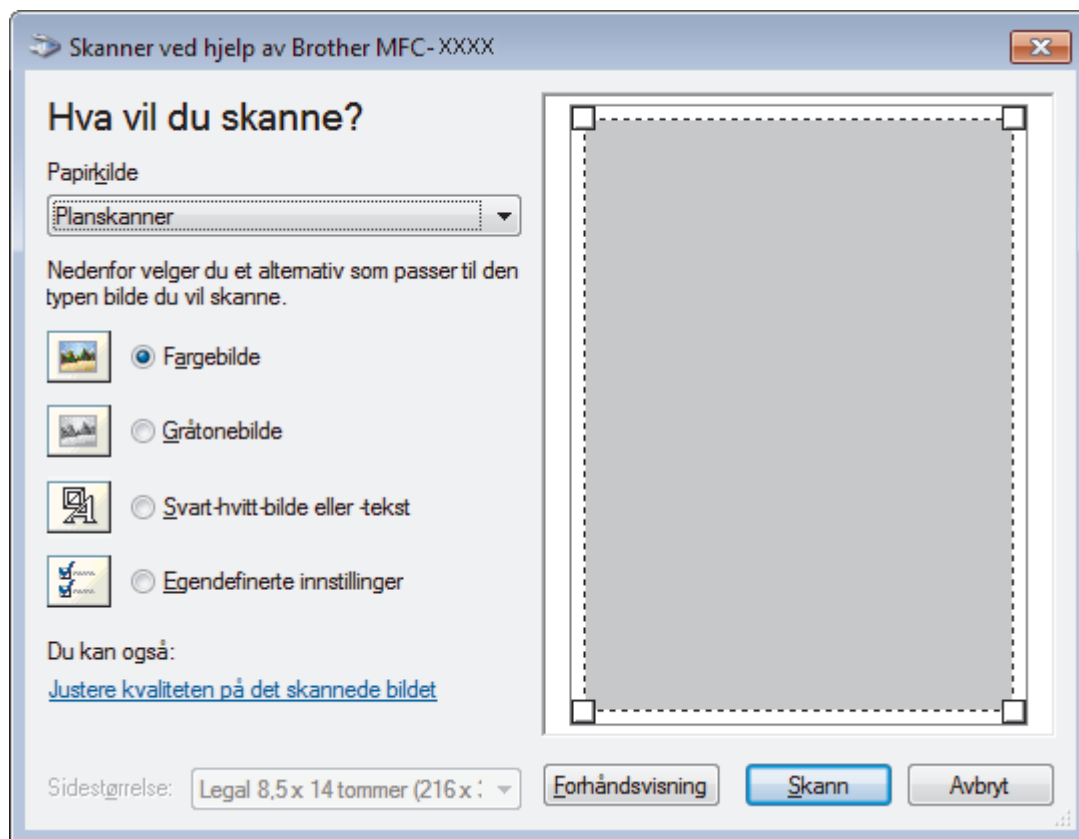 Skanner ved hjelp av Brother MFC-XXXX
Hva vil du skanne?
Papirkilde
Planskanner
Nedenfor velger du et alternativ som passer til den
typen bilde du vil skanne.
Fargebilde
Gråtonebilde
Svart-hvitt-bilde eller -tekst
Egendefinerte innstillinger
Du kan også:
Justere kvaliteten på det skannede bildet
Sidestørrelse:
Legal 8,5 x 14 tommer (216 x
Forhåndsvisning
Skann
Avbryt